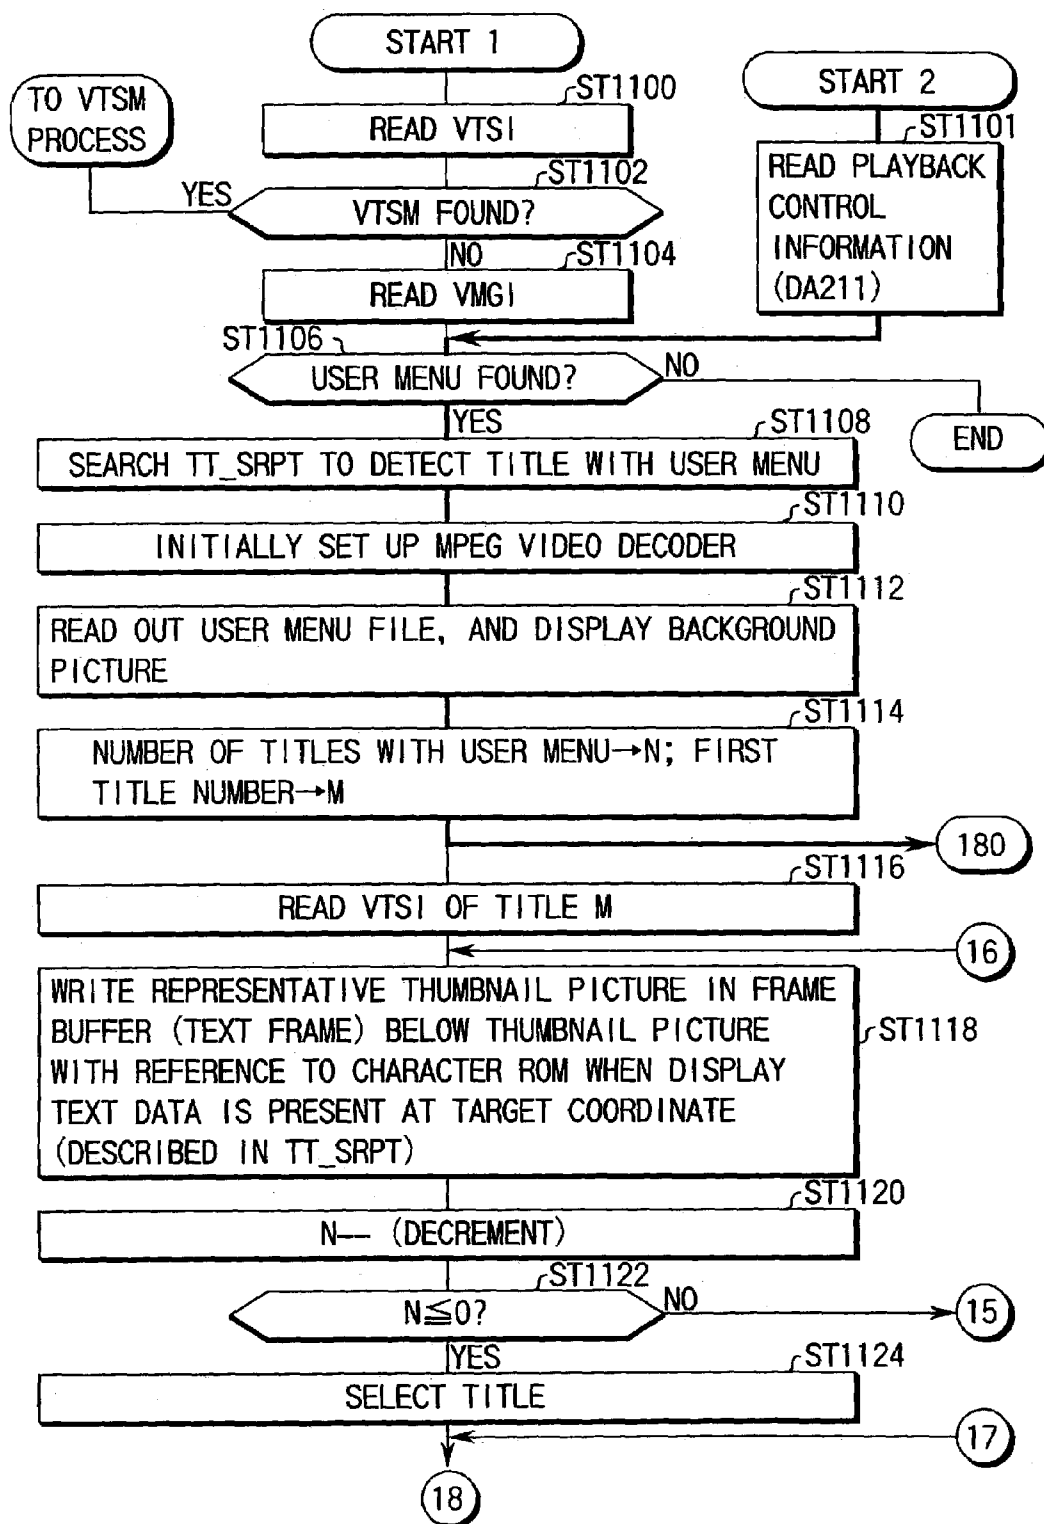 START 1
START 2
TO VTSM
PROCESS
ST1100
READ VTSI
ST1101
READ PLAYBACK
CONTROL
INFORMATION
(DA211)
ST1102
YES
VTSM FOUND?
NO
ST1104
READ VMGI
ST1106
USER MENU FOUND?
NO
END
YES
ST1108
SEARCH TT_SRPT TO DETECT TITLE WITH USER MENU
ST1110
INITIALLY SET UP MPEG VIDEO DECODER
ST1112
READ OUT USER MENU FILE, AND DISPLAY BACKGROUND
PICTURE
ST1114
NUMBER OF TITLES WITH USER MENU→N; FIRST
TITLE NUMBER→M
180
ST1116
READ VTSI OF TITLE M
16
WRITE REPRESENTATIVE THUMBNAIL PICTURE IN FRAME
BUFFER (TEXT FRAME) BELOW THUMBNAIL PICTURE
WITH REFERENCE TO CHARACTER ROM WHEN DISPLAY
TEXT DATA IS PRESENT AT TARGET COORDINATE
(DESCRIBED IN TT_SRPT)
ST1118
ST1120
N-- (DECREMENT)
ST1122
N≦0?
NO
15
YES
ST1124
SELECT TITLE
17
18